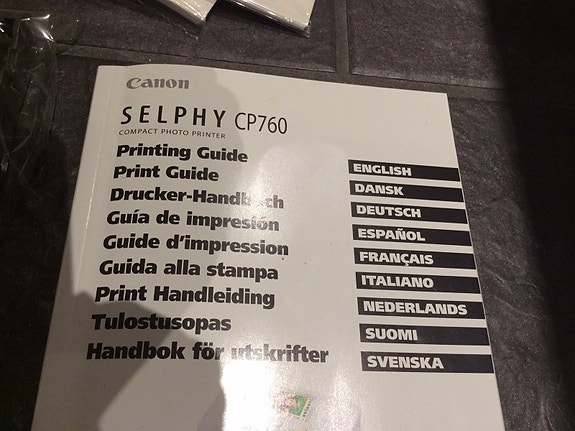 Canon
SELPHY CP760
COMPACT PHOTO PRINTER
Printing Guide
ENGLISH
Print Guide
DANSK
Drucker-Handbuch
DEUTSCH
Guía de impresión
ESPAÑOL
Guide d'impression
FRANÇAIS
Guida alla stampa
ITALIANO
Print Handleiding
NEDERLANDS
Tulostusopas
SUOMI
Handbok för utskrifter
SVENSKA